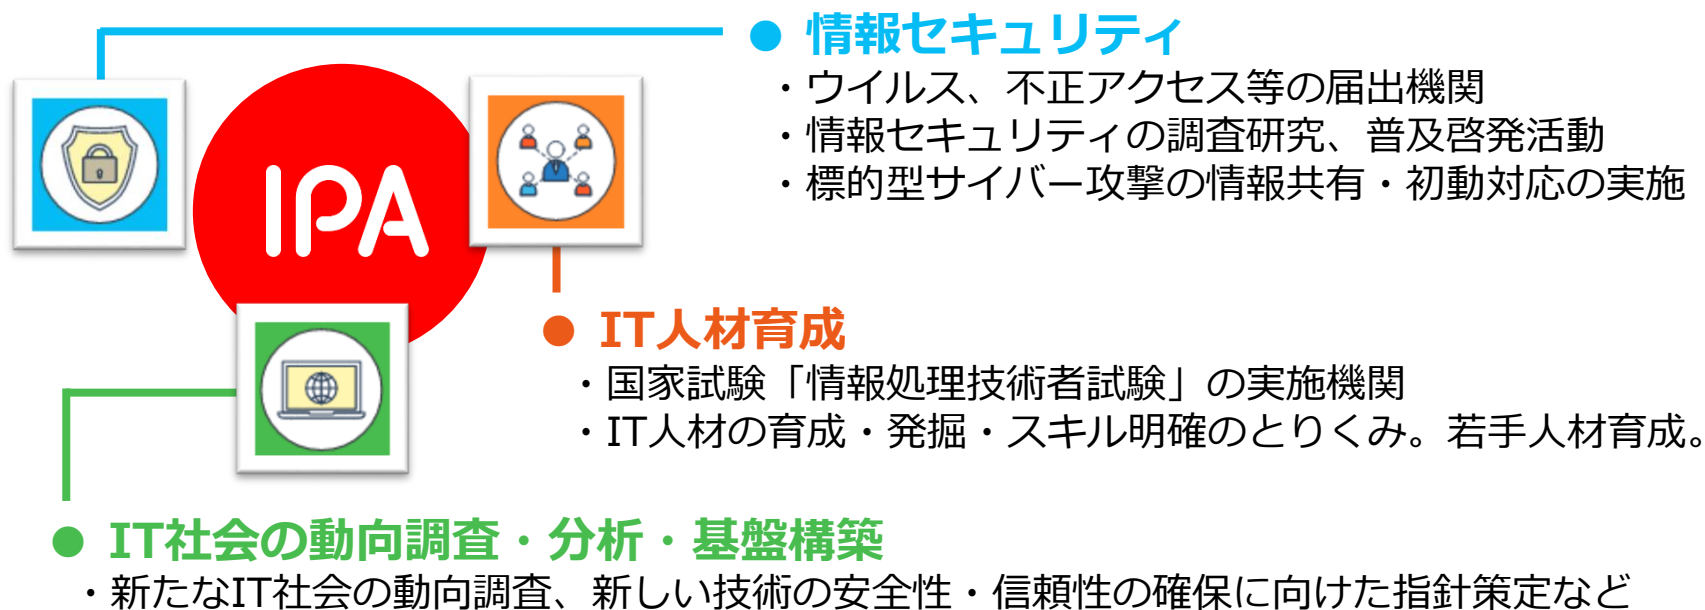 ● 情報セキュリティ
・ウイルス、不正アクセス等の届出機関
・情報セキュリティの調査研究、普及啓発活動
・標的型サイバー攻撃の情報共有・初動対応の実施
IPA
● IT人材育成
・国家試験「情報処理技術者試験」の実施機関
・IT人材の育成・発掘・スキル明確のとりくみ。若手人材育成。
● IT社会の動向調査・分析・基盤構築
・新たなIT社会の動向調査、新しい技術の安全性・信頼性の確保に向けた指針策定など